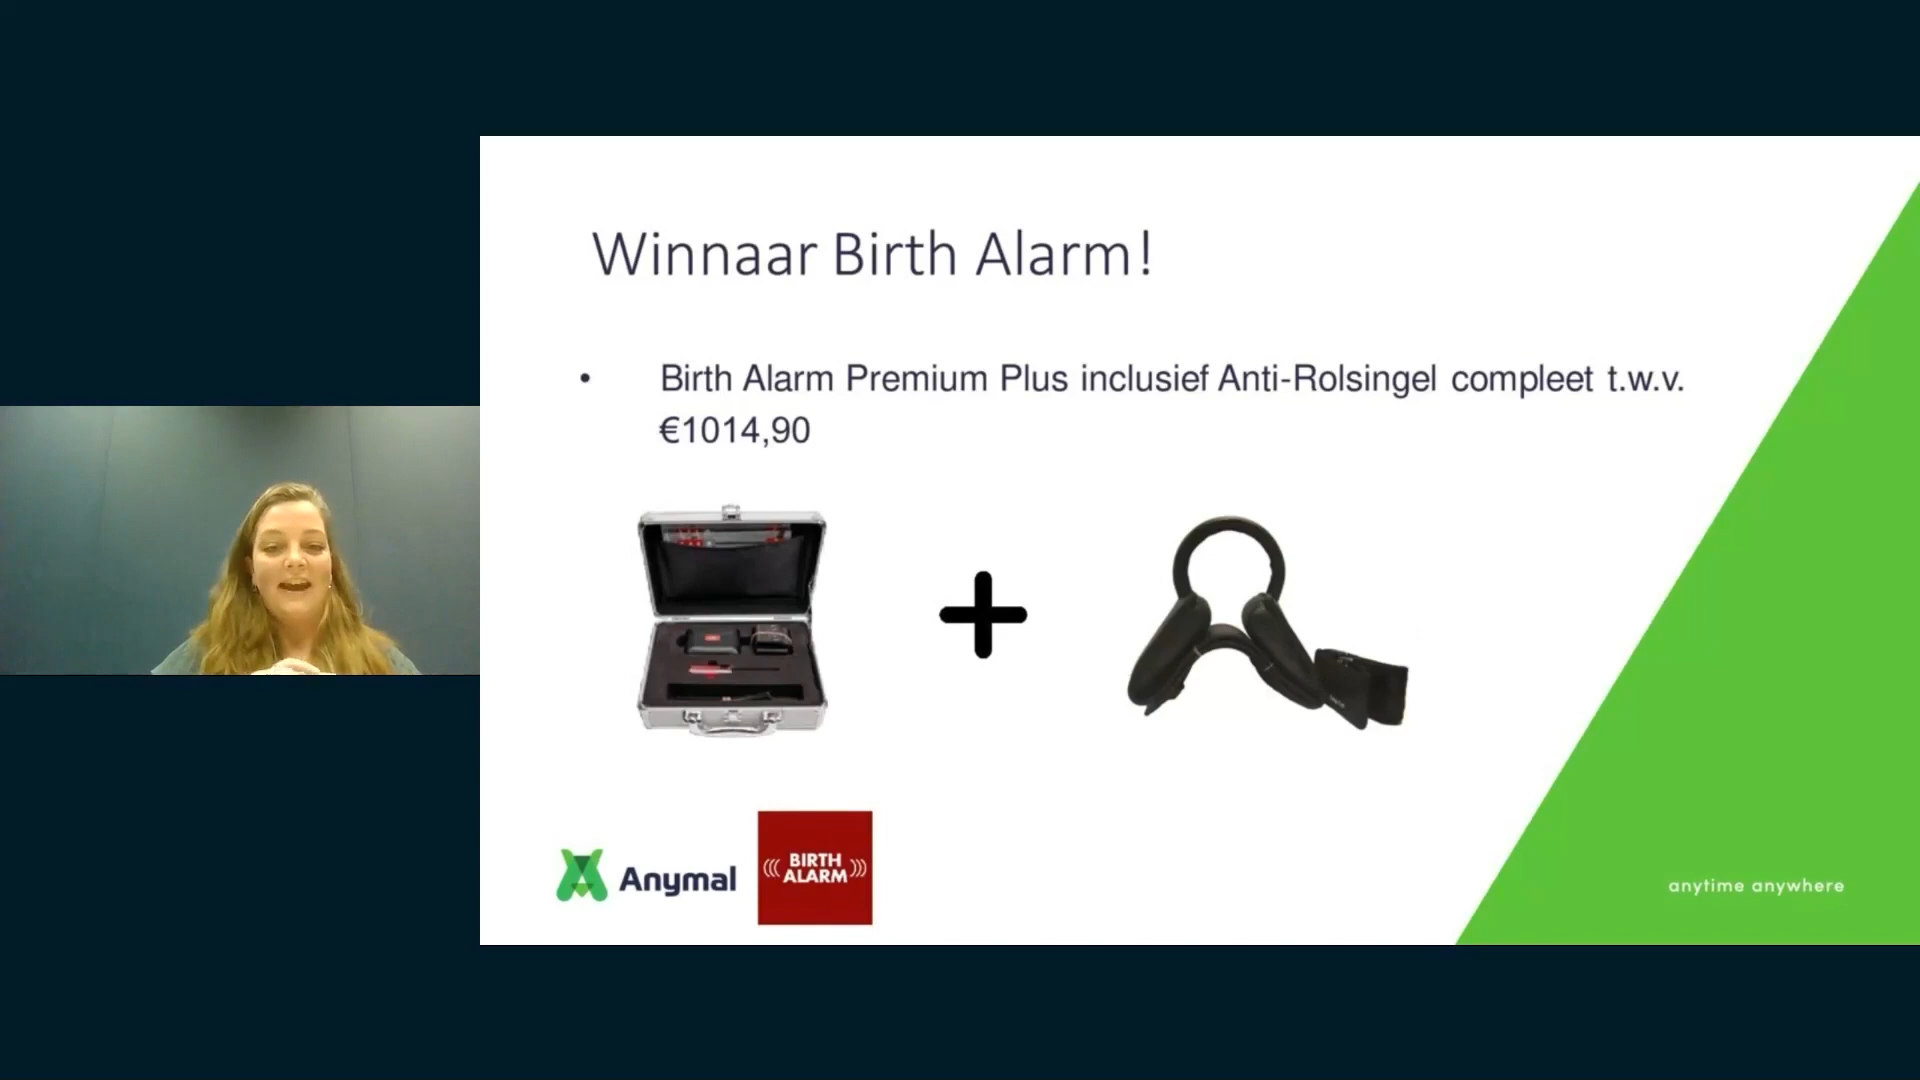 Winnaar Birth Alarm!
• Birth Alarm Premium Plus inclusief Anti-Rolsingel compleet t.w.v.
€1014,90
Anymal
BIRTH
ALARM
anytime anywhere